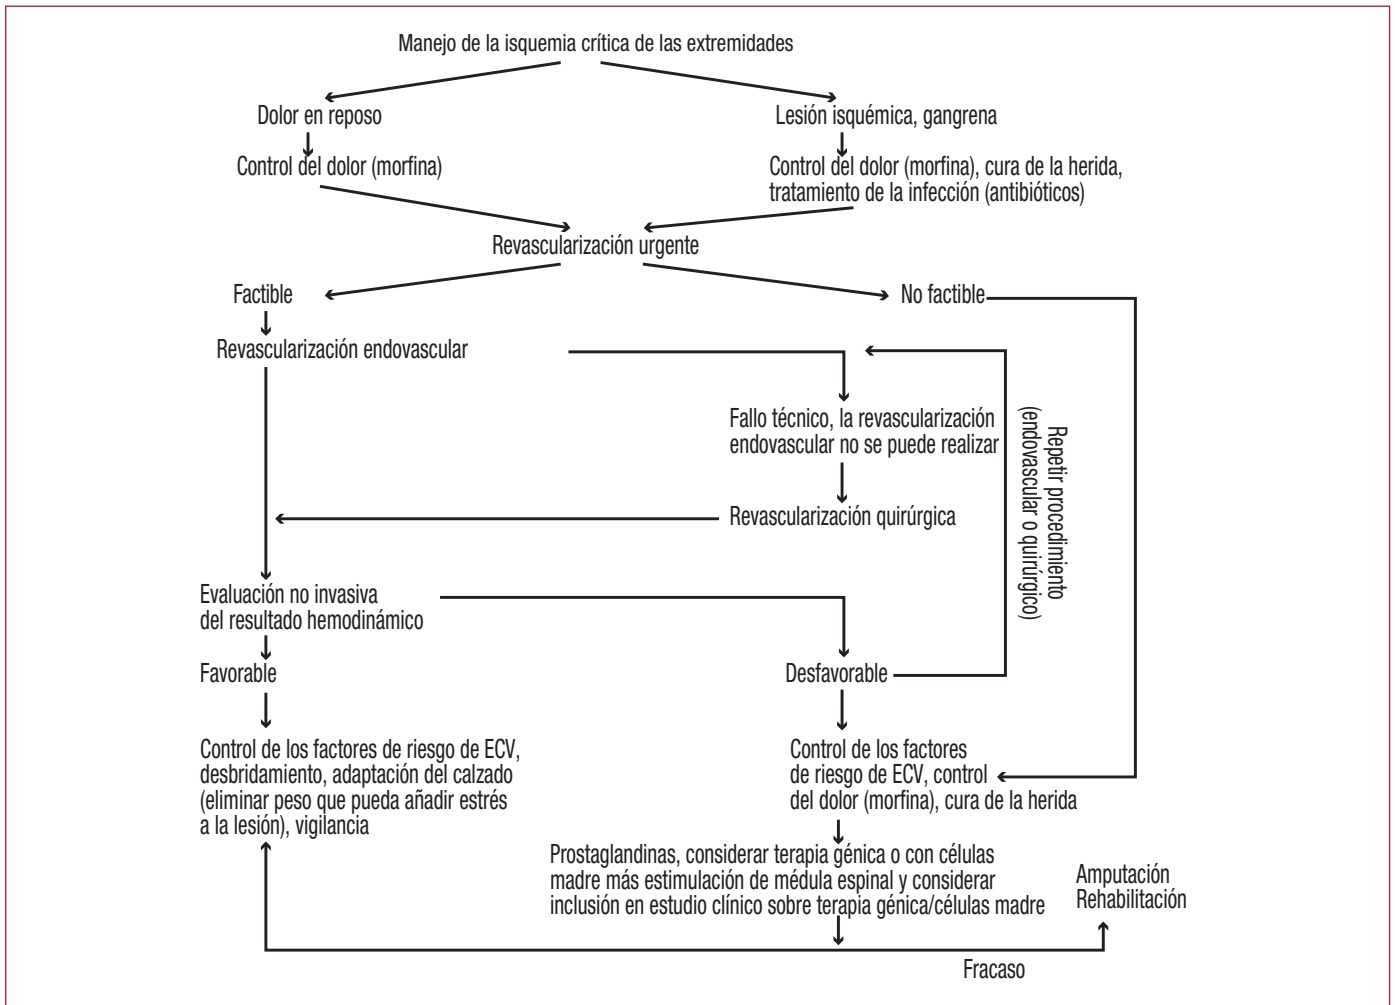 Manejo de la isquemia crítica de las extremidades
Dolor en reposo
Lesión isquémica, gangrena
Control del dolor (morfina)
Control del dolor (morfina), cura de la herida,
tratamiento de la infección (antibióticos)
Revascularización urgente
Factible
No factible
Revascularización endovascular
Fallo técnico, la revascularización
endovascular no se puede realizar
Repetir procedimiento
(endovascular o quirúrgico)
Revascularización quirúrgica
Evaluación no invasiva
del resultado hemodinámico
Favorable
Desfavorable
Control de los factores de riesgo de ECV,
desbridamiento, adaptación del calzado
(eliminar peso que pueda añadir estrés
a la lesión), vigilancia
Control de los factores
de riesgo de ECV, control
del dolor (morfina), cura de la herida
Prostaglandinas, considerar terapia génica o con células
madre más estimulación de médula espinal y considerar
inclusión en estudio clínico sobre terapia génica/células madre
Amputación
Rehabilitación
Fracaso